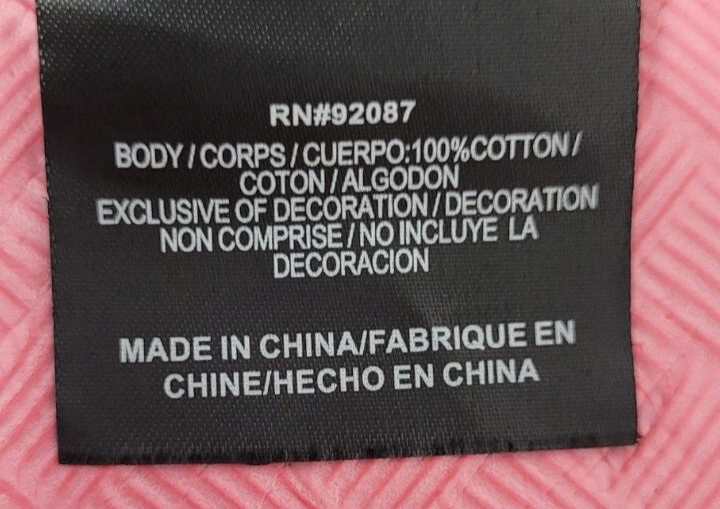 RN#92087
BODY / CORPS / CUERPO:100%COTTON /
COTON / ALGODON
EXCLUSIVE OF DECORATION / DECORATION
NON COMPRISE / NO INCLUYE LA
DECORACION
MADE IN CHINA/FABRIQUE EN
CHINE/HECHO EN CHINA